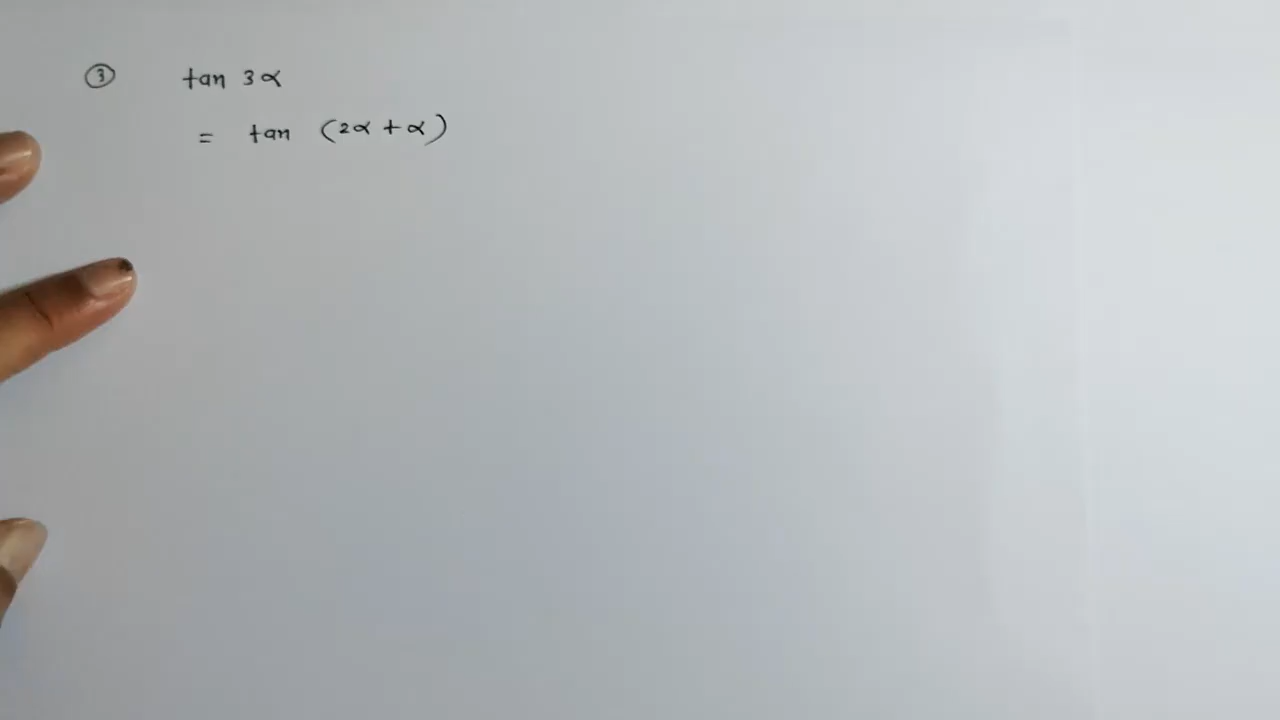 ③ tan 3α
= tan (2α + α)